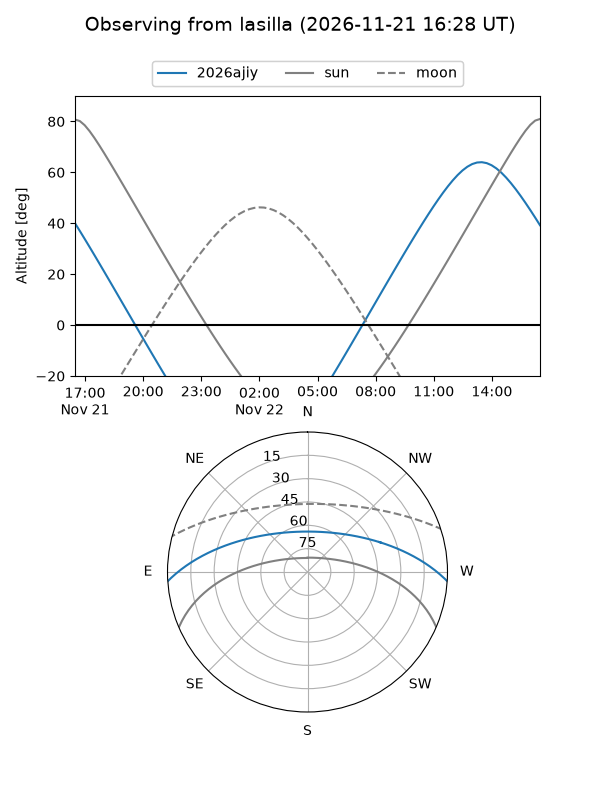 Observing from lasilla (2026-11-21 16:28 UT)
2026ajiy sun moon
Altitude [deg]
80
60
40
20
0
−20
17:00 20:00 23:00 02:00 05:00 08:00 11:00 14:00
Nov 21 Nov 22
N
NE NW
15
30
45
60
75
E W
SE SW
S